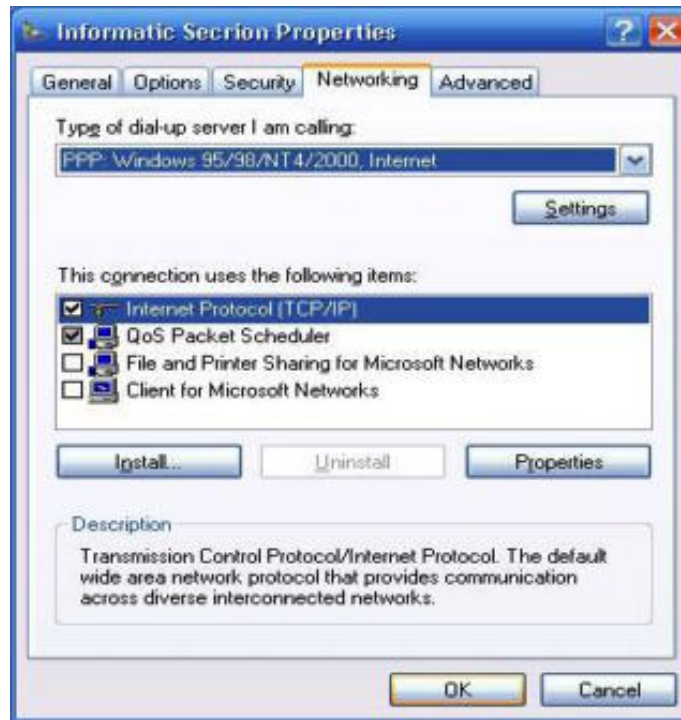 Informatic Secrion Properties
General Options Security Networking Advanced
Type of dial-up server I am calling:
PPP: Windows 95/98/NT4/2000, Internet
Settings
This connection uses the following items:
Internet Protocol (TCP/IP)
QoS Packet Scheduler
File and Printer Sharing for Microsoft Networks
Client for Microsoft Networks
Install... Uninstall Properties
Description
Transmission Control Protocol/Internet Protocol. The default
wide area network protocol that provides communication
across diverse interconnected networks.
OK Cancel